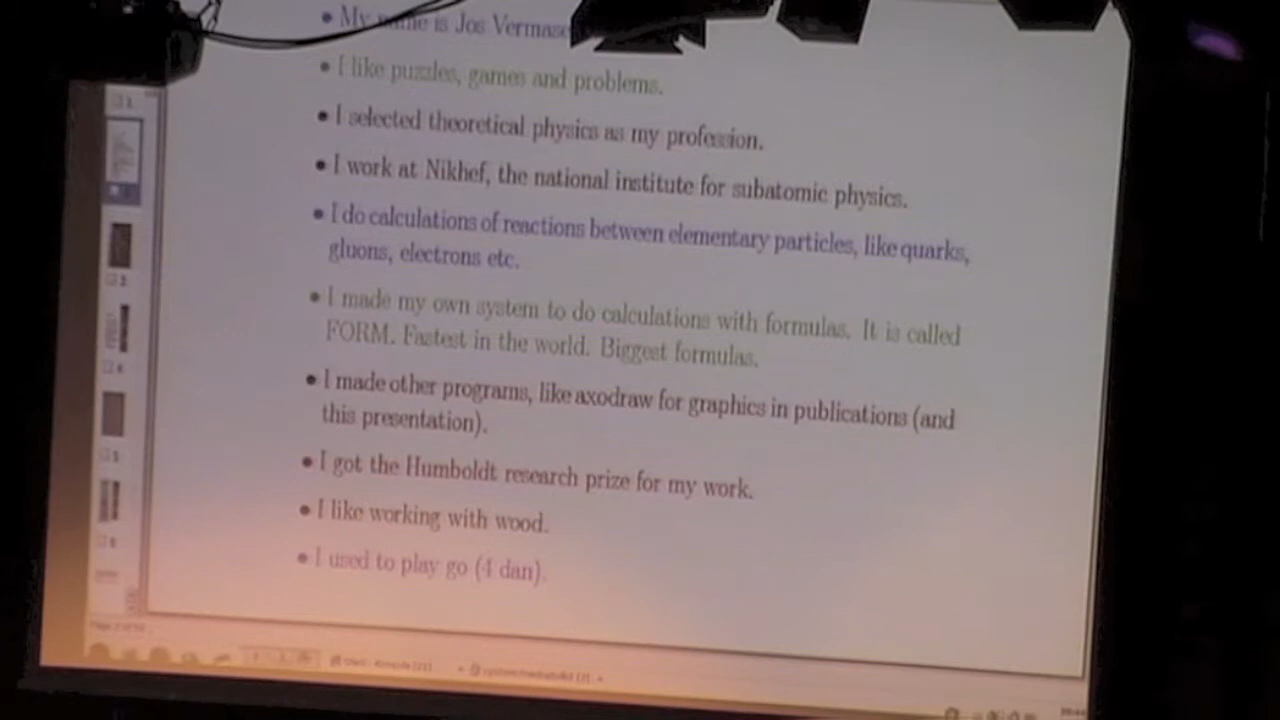 • My name is Jos
• I like puzzles, games and problems.
• I selected theoretical physics as my profession.
• I work at Nikhef, the national institute for subatomic physics.
• I do calculations of reactions between elementary particles, like quarks,
gluons, electrons etc.
• I made my own system to do calculations with formulas. It is called
FORM. Fastest in the world. Biggest formulas.
• I made other programs, like axodraw for graphics in publications (and
this presentation).
• I got the Humboldt research prize for my work.
• I like working with wood.
• I used to play go (4 dan).